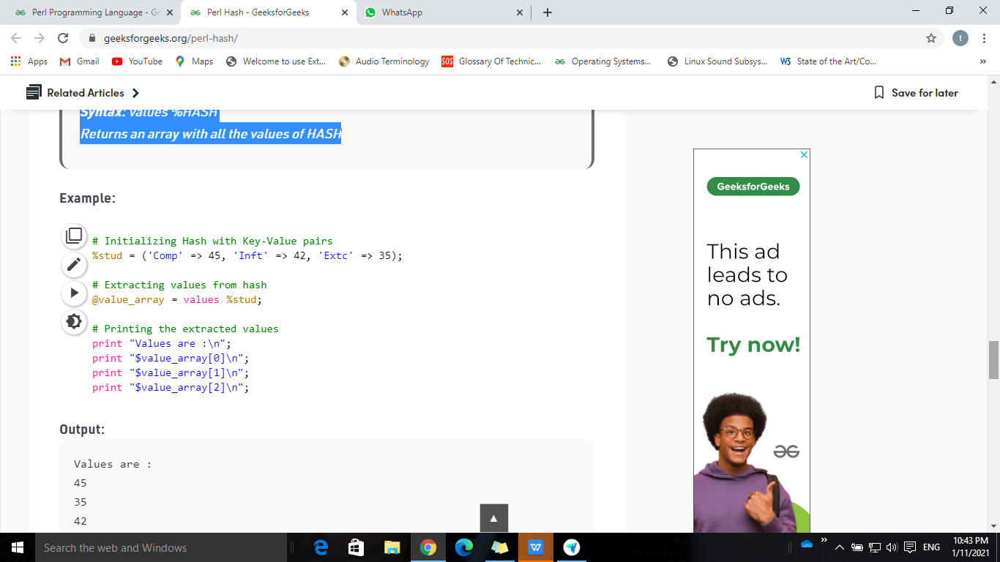 Perl Programming Language - Ge
Perl Hash - GeeksforGeeks
WhatsApp
geeksforgeeks.org/perl-hash/
t
Apps
Gmail
YouTube
Maps
Welcome to use Ext...
Audio Terminology
SOS
Glossary Of Technic...
Operating Systems...
Linux Sound Subsys...
W3
State of the Art/Co...
»
Related Articles
Save for later
Syntax: values %HASH
Returns an array with all the values of HASH
Example:
# Initializing Hash with Key-Value pairs
%stud = ('Comp' => 45, 'Inft' => 42, 'Extc' => 35);
# Extracting values from hash
@value_array = values %stud;
# Printing the extracted values
print "Values are :\n";
print "$value_array[0]\n";
print "$value_array[1]\n";
print "$value_array[2]\n";
Output:
Values are :
45
35
42
GeeksforGeeks
This ad
leads to
no ads.
Try now!
Search the web and Windows
ENG
10:43 PM
1/11/2021